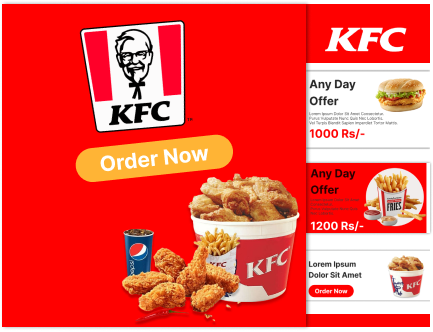 KFC
Order Now
pepsi
KFC
KFC
Any Day
Offer
Lorem Ipsum Dolor Sit Amet Consectetur.
1000 Rs/-
Any Day
Offer
FRIES
1200 Rs/-
Lorem Ipsum
Dolor Sit Amet
Order Now